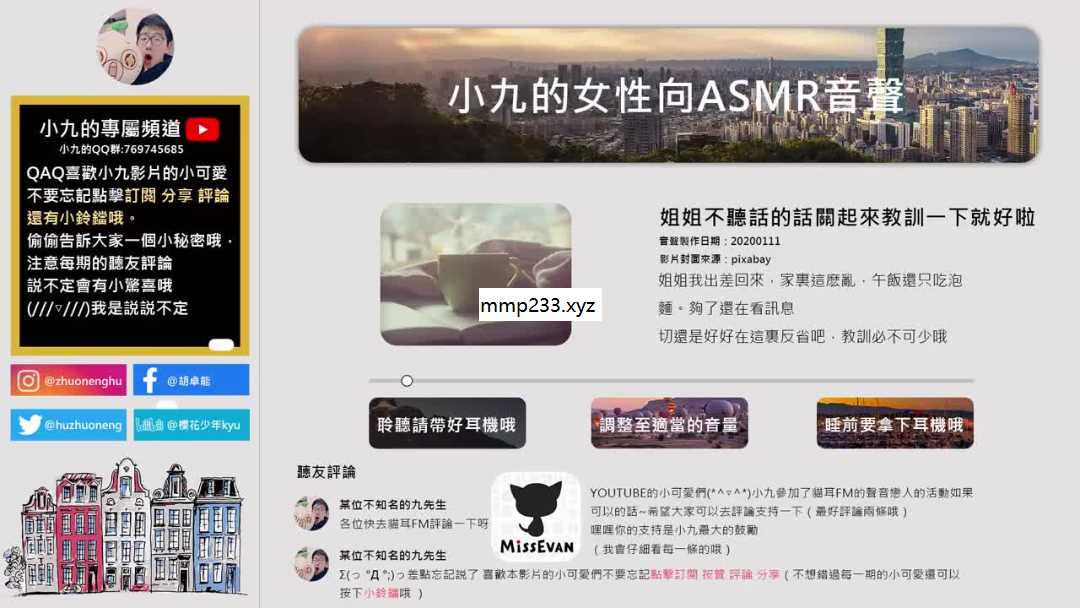 小九的專屬頻道
小九的QQ群:769745685
QAQ喜歡小九影片的小可愛
不要忘記點擊訂閱 分享 評論
還有小鈴鐺哦。
偷偷告訴大家一個小秘密哦，
注意每期的聽友評論
説不定會有小驚喜哦
(///▿///)我是説説不定
@zhuonenghu
@胡卓能
@huzhuoneng
@櫻花少年kyu
小九的女性向ASMR音聲
姐姐不聽話的話關起來教訓一下就好啦
音聲製作日期：20200111
影片封面來源：pixabay
姐姐我出差回來，家裏這麼亂，午飯還只吃泡
麵。夠了還在看訊息
切還是好好在這裏反省吧，教訓必不可少哦
mmp233.xyz
聆聽請帶好耳機哦
調整至適當的音量
睡前要拿下耳機哦
聽友評論
某位不知名的九先生
各位快去貓耳FM評論一下呀
某位不知名的九先生
Σ(っ °Д °;)っ差點忘記説了 喜歡本影片的小可愛們不要忘記點擊訂閱 按贊 評論 分享（不想錯過每一期的小可愛還可以
按下小鈴鐺哦 ）
MISSEVAN
YOUTUBE的小可愛們(*^▿^*)小九參加了貓耳FM的聲音戀人的活動如果
可以的話~希望大家可以去評論支持一下（最好評論兩條哦）
嘿嘿你的支持是小九最大的鼓勵
（我會仔細看每一條的哦）